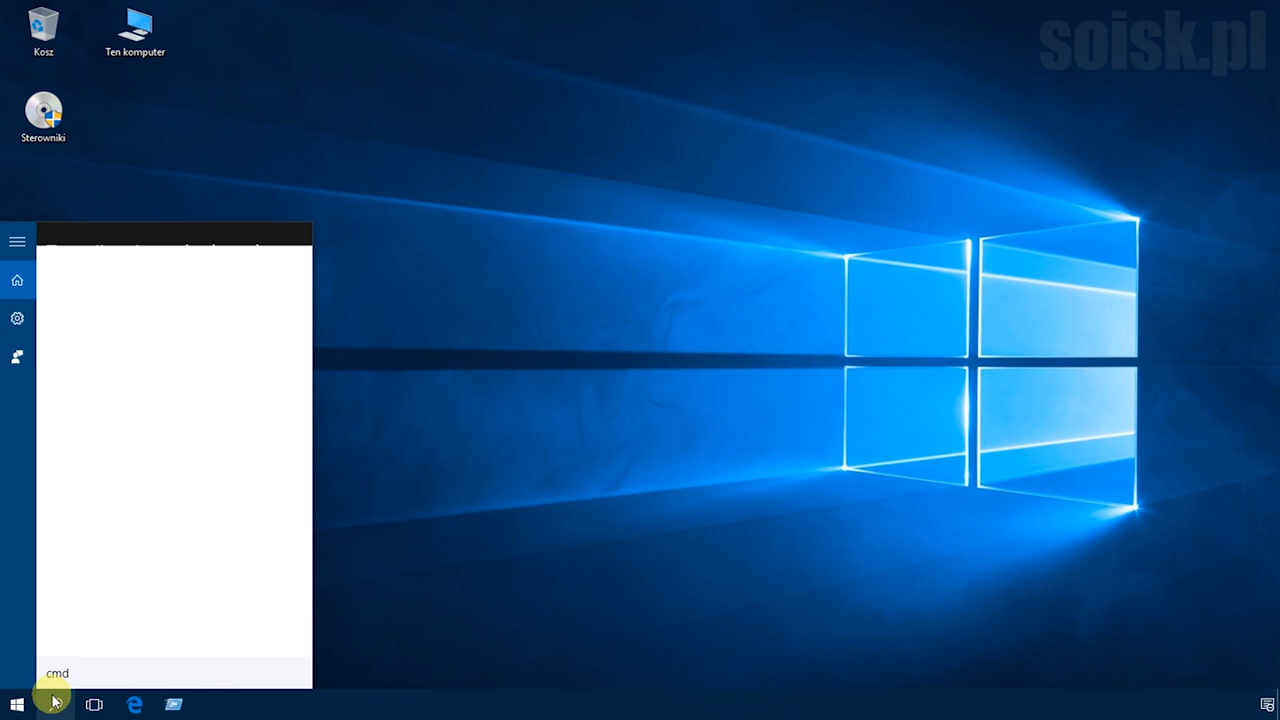 soisk.pl
Kosz
Ten komputer
Sterowniki
cmd